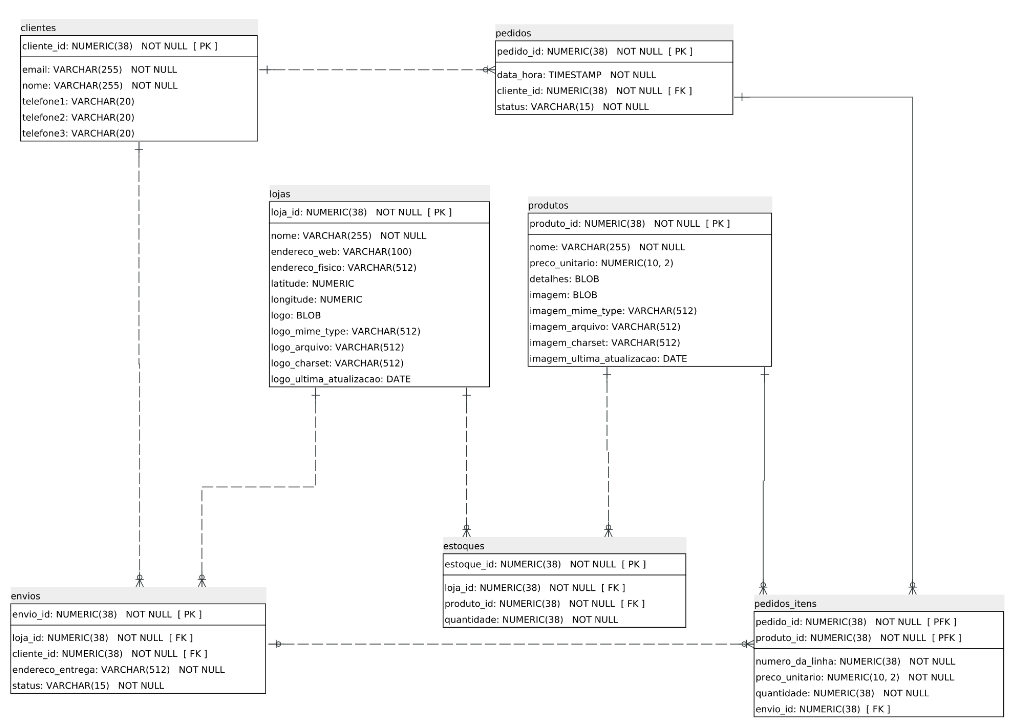 clientes
cliente_id: NUMERIC(38) NOT NULL [ PK ]
email: VARCHAR(255) NOT NULL
nome: VARCHAR(255) NOT NULL
telefone1: VARCHAR(20)
telefone2: VARCHAR(20)
telefone3: VARCHAR(20)
pedidos
pedido_id: NUMERIC(38) NOT NULL [ PK ]
data_hora: TIMESTAMP NOT NULL
cliente_id: NUMERIC(38) NOT NULL [ FK ]
status: VARCHAR(15) NOT NULL
lojas
loja_id: NUMERIC(38) NOT NULL [ PK ]
nome: VARCHAR(255) NOT NULL
endereco_web: VARCHAR(100)
endereco_fisico: VARCHAR(512)
latitude: NUMERIC
longitude: NUMERIC
logo: BLOB
logo_mime_type: VARCHAR(512)
logo_arquivo: VARCHAR(512)
logo_charset: VARCHAR(512)
logo_ultima_atualizacao: DATE
produtos
produto_id: NUMERIC(38) NOT NULL [ PK ]
nome: VARCHAR(255) NOT NULL
preco_unitario: NUMERIC(10, 2)
detalhes: BLOB
imagem: BLOB
imagem_mime_type: VARCHAR(512)
imagem_arquivo: VARCHAR(512)
imagem_charset: VARCHAR(512)
imagem_ultima_atualizacao: DATE
estoques
estoque_id: NUMERIC(38) NOT NULL [ PK ]
loja_id: NUMERIC(38) NOT NULL [ FK ]
produto_id: NUMERIC(38) NOT NULL [ FK ]
quantidade: NUMERIC(38) NOT NULL
envios
envio_id: NUMERIC(38) NOT NULL [ PK ]
loja_id: NUMERIC(38) NOT NULL [ FK ]
cliente_id: NUMERIC(38) NOT NULL [ FK ]
endereco_entrega: VARCHAR(512) NOT NULL
status: VARCHAR(15) NOT NULL
pedidos_itens
pedido_id: NUMERIC(38) NOT NULL [ PFK ]
produto_id: NUMERIC(38) NOT NULL [ PFK ]
numero_da_linha: NUMERIC(38) NOT NULL
preco_unitario: NUMERIC(10, 2) NOT NULL
quantidade: NUMERIC(38) NOT NULL
envio_id: NUMERIC(38) [ FK ]